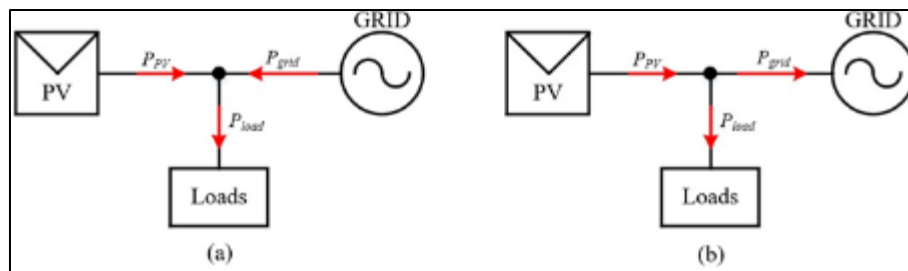 GRID
P_PV
P_grid
PV
P_load
Loads
(a)
GRID
P_PV
P_grid
PV
P_load
Loads
(b)